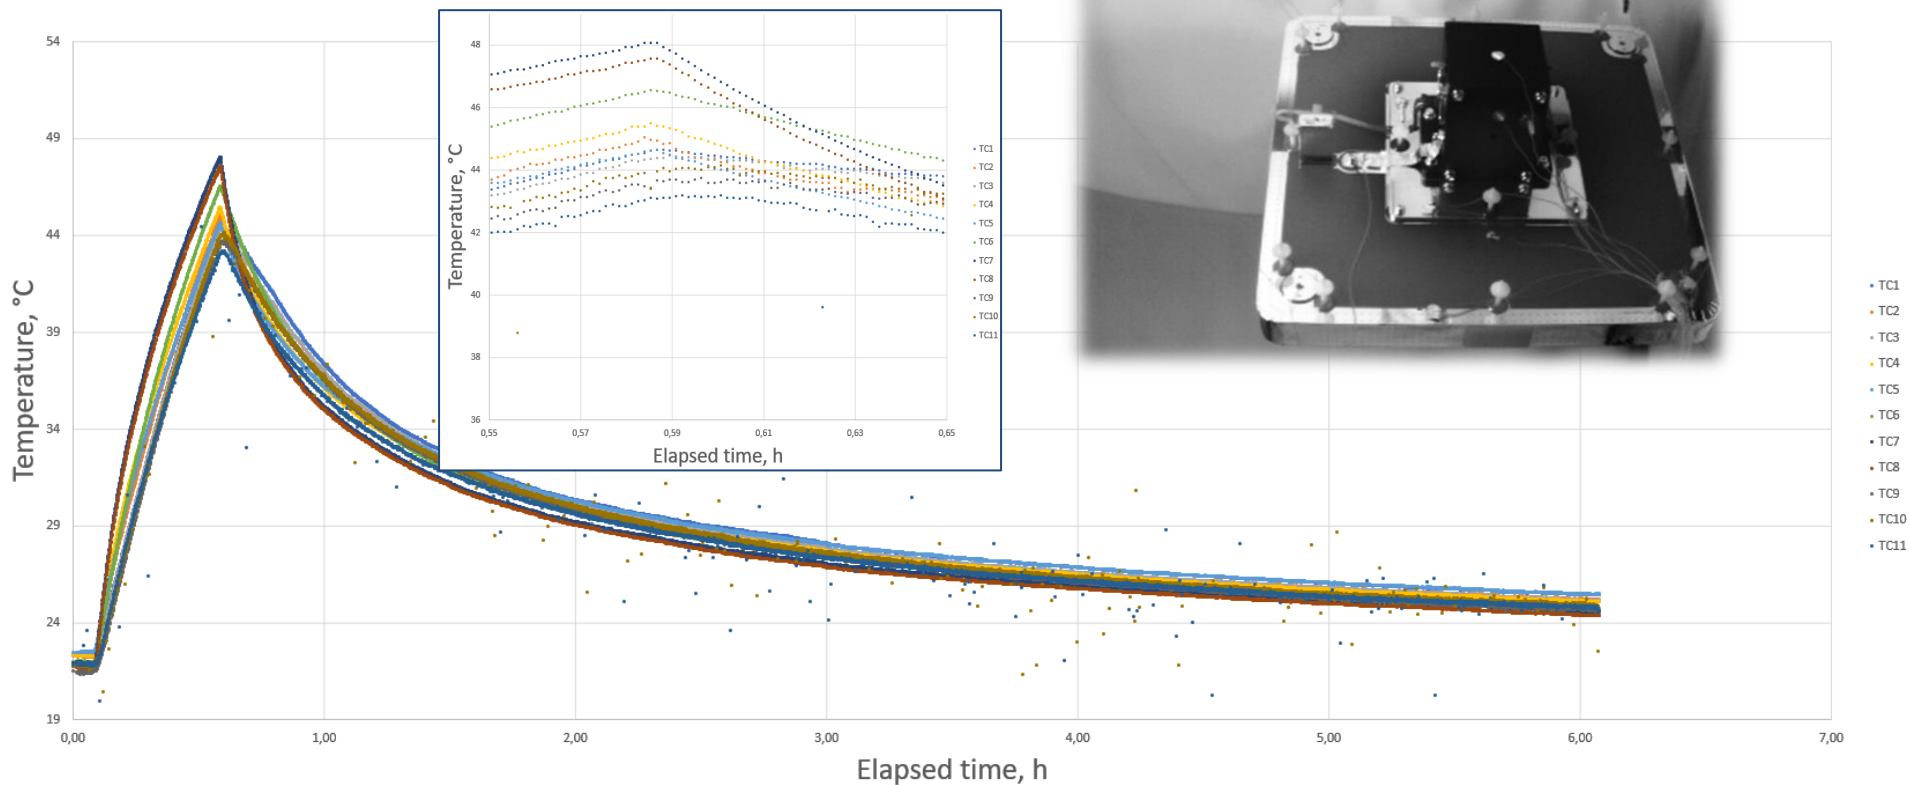 54
49
44
39
34
29
24
19
Temperature, °C
0,00
1,00
2,00
3,00
4,00
5,00
6,00
7,00
Elapsed time, h
48
46
44
42
40
38
36
Temperature, °C
0,55
0,57
0,59
0,61
0,63
0,65
Elapsed time, h
TC1
TC2
TC3
TC4
TC5
TC6
TC7
TC8
TC9
TC10
TC11
TC1
TC2
TC3
TC4
TC5
TC6
TC7
TC8
TC9
TC10
TC11